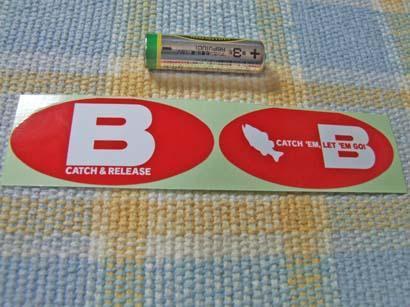 B
CATCH & RELEASE
B
CATCH 'EM, LET 'EM GO!